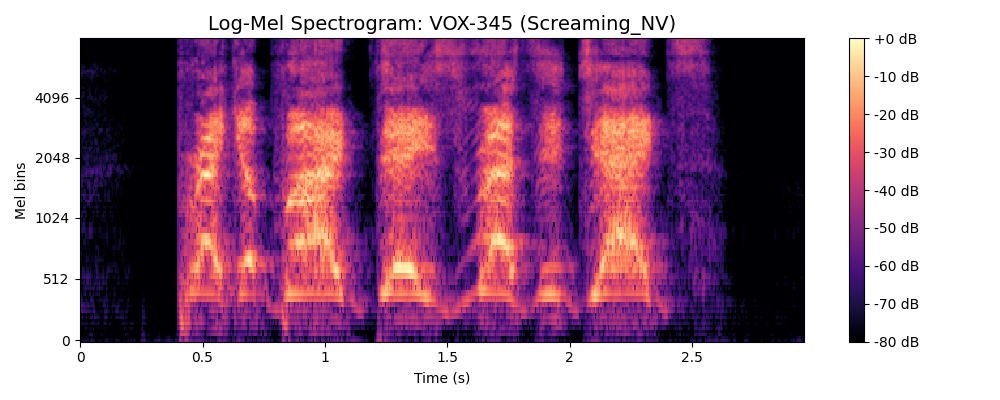 Log-Mel Spectrogram: VOX-345 (Screaming_NV)
Mel bins
4096
2048
1024
512
0
0
0.5
1
1.5
2
2.5
Time (s)
+0 dB
-10 dB
-20 dB
-30 dB
-40 dB
-50 dB
-60 dB
-70 dB
-80 dB